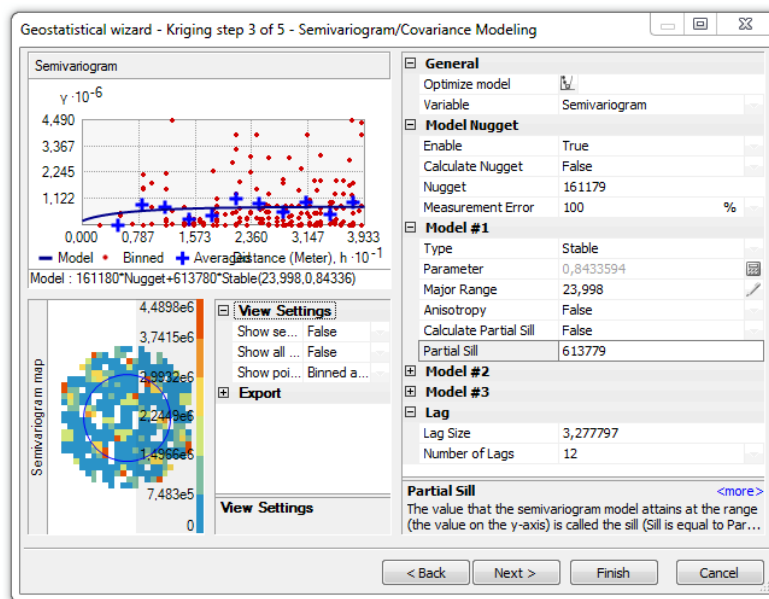 Geostatistical wizard - Kriging step 3 of 5 - Semivariogram/Covariance Modeling
Semivariogram
γ ·10⁻⁶
4,490
3,367
2,245
1,122
0,000 0,787 1,573 2,360 3,147 3,933
Model Binned Averaged Distance (Meter), h ·10⁻¹
Model : 161180*Nugget+613780*Stable(23,998,0,84336)
Semivariogram map
4,4898e6
3,7415e6
2,9932e6
2,2449e6
1,4966e6
7,483e5
0
View Settings
Show se... False
Show all ... False
Show poi... Binned a...
Export
View Settings
General
Optimize model
Variable Semivariogram
Model Nugget
Enable True
Calculate Nugget False
Nugget 161179
Measurement Error 100 %
Model #1
Type Stable
Parameter 0,8433594
Major Range 23,998
Anisotropy False
Calculate Partial Sill False
Partial Sill 613779
Model #2
Model #3
Lag
Lag Size 3,277797
Number of Lags 12
Partial Sill <more>
The value that the semivariogram model attains at the range
(the value on the y-axis) is called the sill (Sill is equal to Par...
< Back Next > Finish Cancel